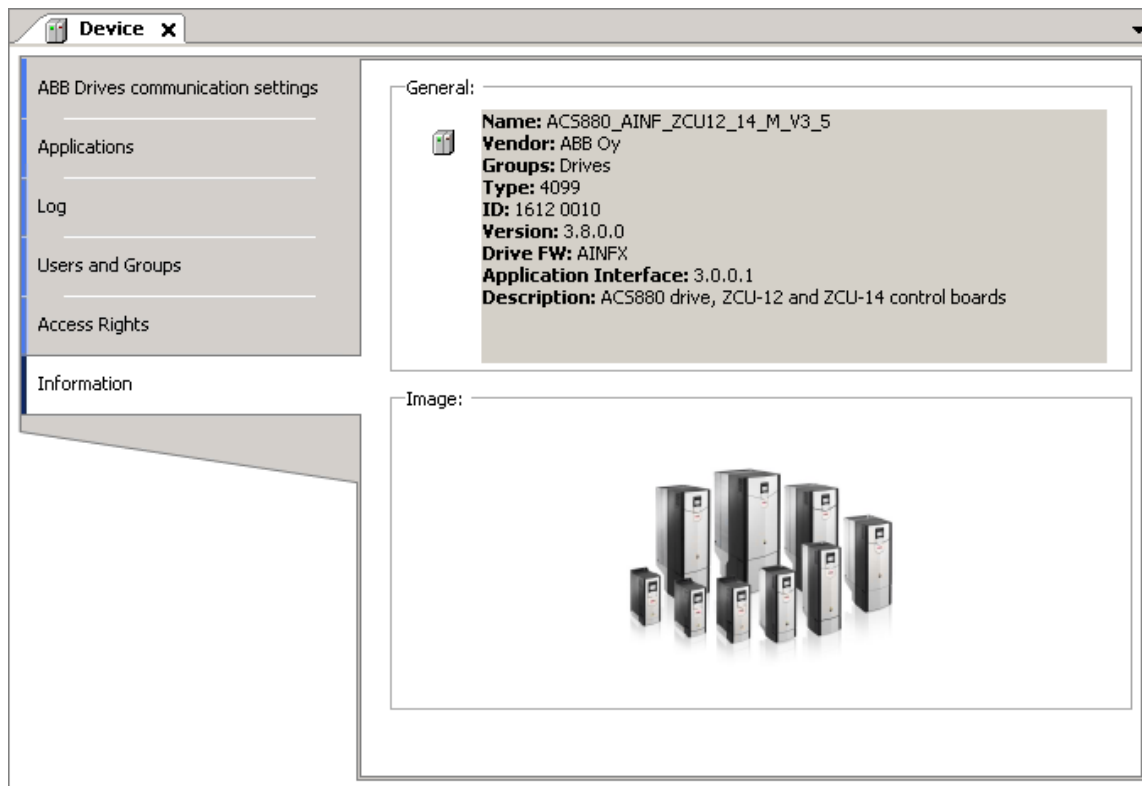 Device
ABB Drives communication settings
Applications
Log
Users and Groups
Access Rights
Information
General:
Name: ACS880_AINF_ZCU12_14_M_V3_5
Vendor: ABB Oy
Groups: Drives
Type: 4099
ID: 1612 0010
Version: 3.8.0.0
Drive FW: AINFX
Application Interface: 3.0.0.1
Description: ACS880 drive, ZCU-12 and ZCU-14 control boards
Image: